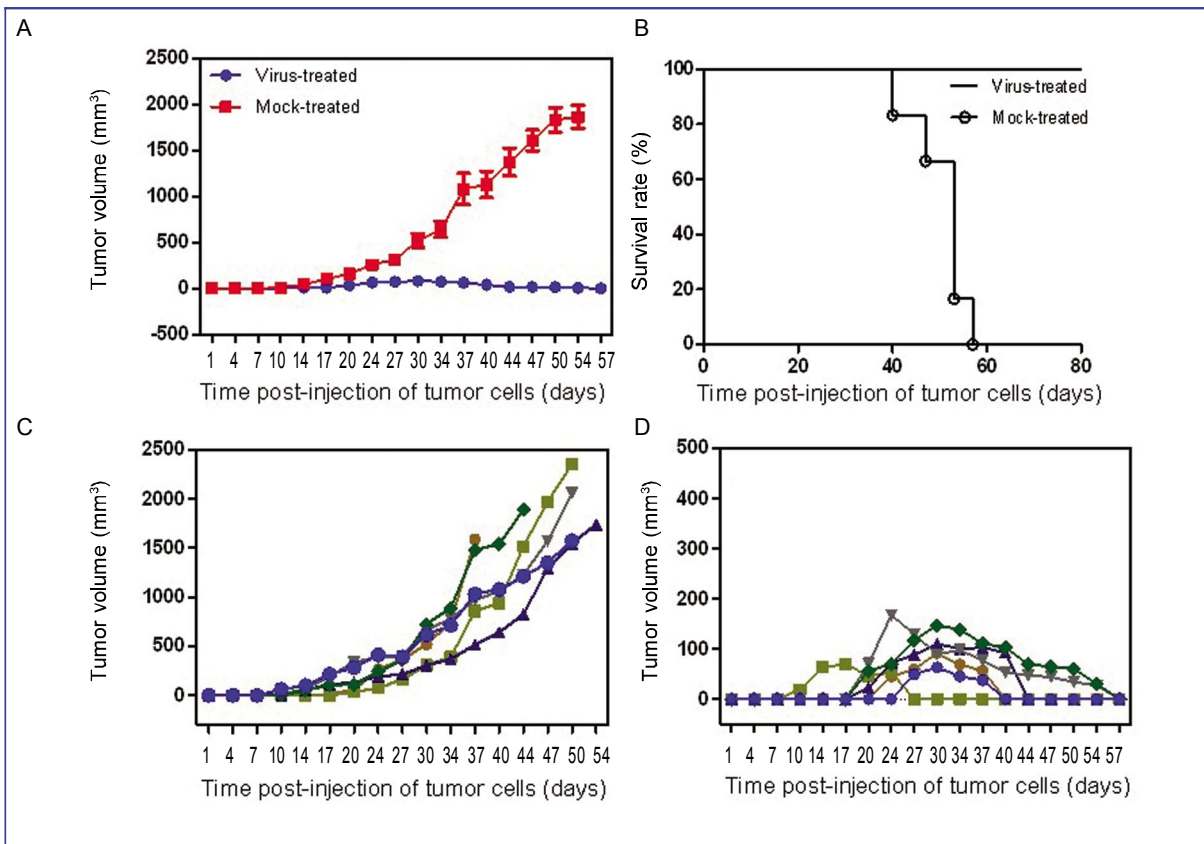 A
2500
2000
1500
1000
500
0
-500
Tumor volume (mm³)
Virus-treated
Mock-treated
1 4 7 10 14 17 20 24 27 30 34 37 40 44 47 50 54 57
Time post-injection of tumor cells (days)
B
100
80
60
40
20
0
Survival rate (%)
Virus-treated
Mock-treated
0 20 40 60 80
Time post-injection of tumor cells (days)
C
2500
2000
1500
1000
500
0
Tumor volume (mm³)
1 4 7 10 14 17 20 24 27 30 34 37 40 44 47 50 54
Time post-injection of tumor cells (days)
D
500
400
300
200
100
0
Tumor volume (mm³)
1 4 7 10 14 17 20 24 27 30 34 37 40 44 47 50 54 57
Time post-injection of tumor cells (days)